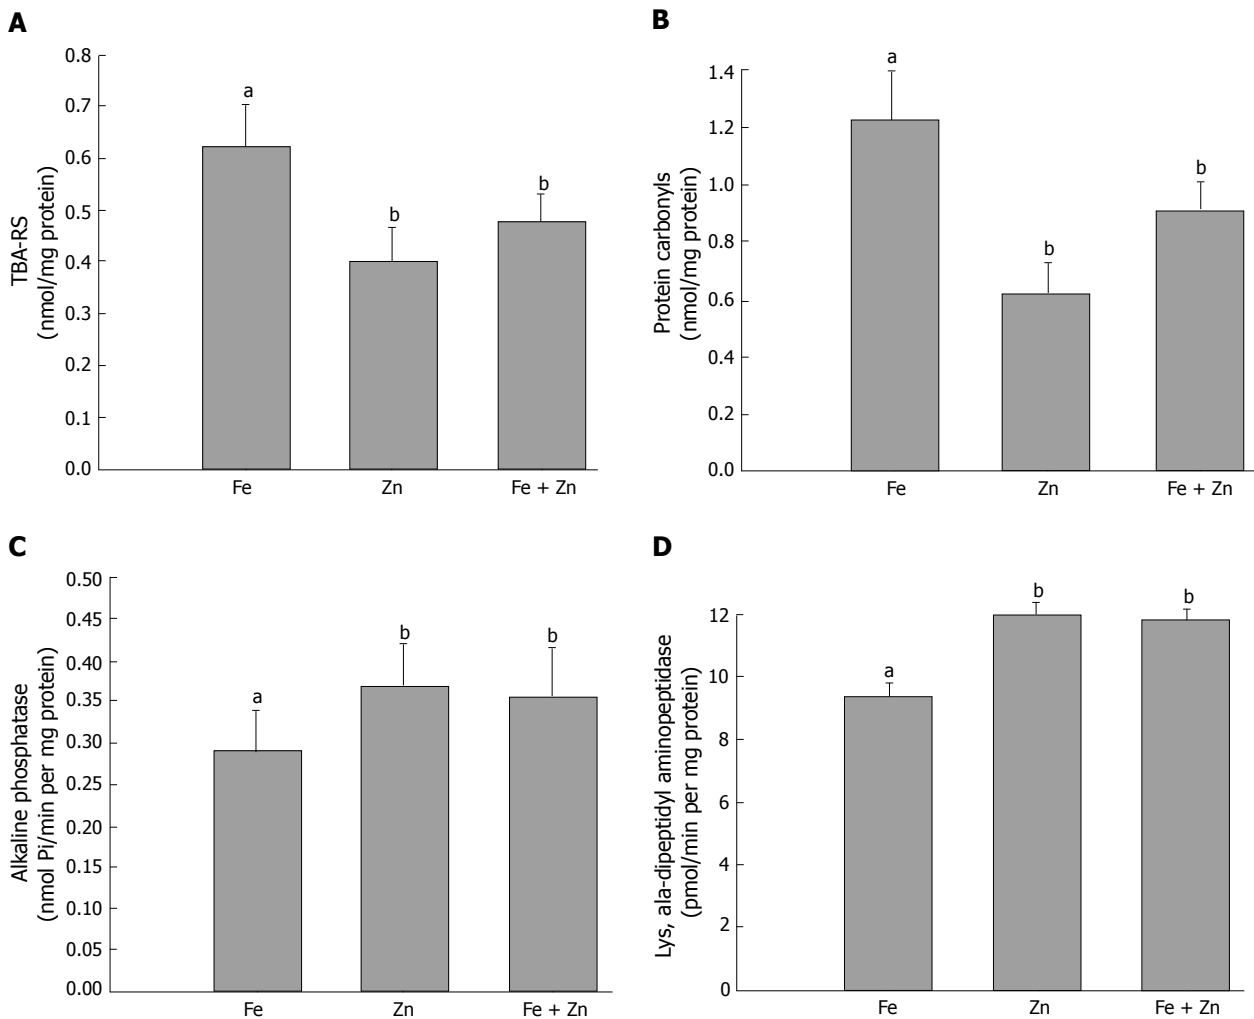 A
TBA-RS
(nmol/mg protein)
0.8
0.7
0.6
0.5
0.4
0.3
0.2
0.1
0.0
a
b
b
Fe
Zn
Fe + Zn
B
Protein carbonyls
(nmol/mg protein)
1.4
1.2
1.0
0.8
0.6
0.4
0.2
0.0
a
b
b
Fe
Zn
Fe + Zn
C
Alkaline phosphatase
(nmol Pi/min per mg protein)
0.50
0.45
0.40
0.35
0.30
0.25
0.20
0.15
0.10
0.05
0.00
a
b
b
Fe
Zn
Fe + Zn
D
Lys, ala-dipeptidyl aminopeptidase
(pmol/min per mg protein)
12
10
8
6
4
2
0
a
b
b
Fe
Zn
Fe + Zn